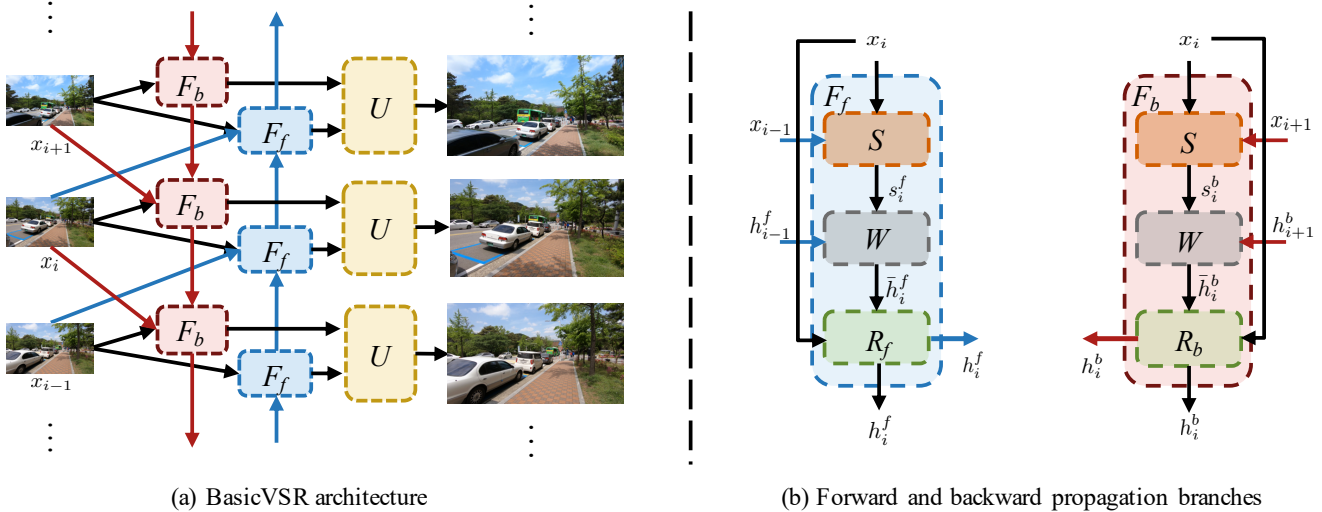 F_b
F_f
U
x_{i+1}
F_b
F_f
U
x_i
F_b
F_f
U
x_{i-1}
(a) BasicVSR architecture
x_i
F_f
x_{i-1}
S
s_i^f
h_{i-1}^f
W
\bar{h}_i^f
R_f
h_i^f
h_i^f
x_i
F_b
S
x_{i+1}
s_i^b
W
h_{i+1}^b
\bar{h}_i^b
R_b
h_i^b
h_i^b
(b) Forward and backward propagation branches